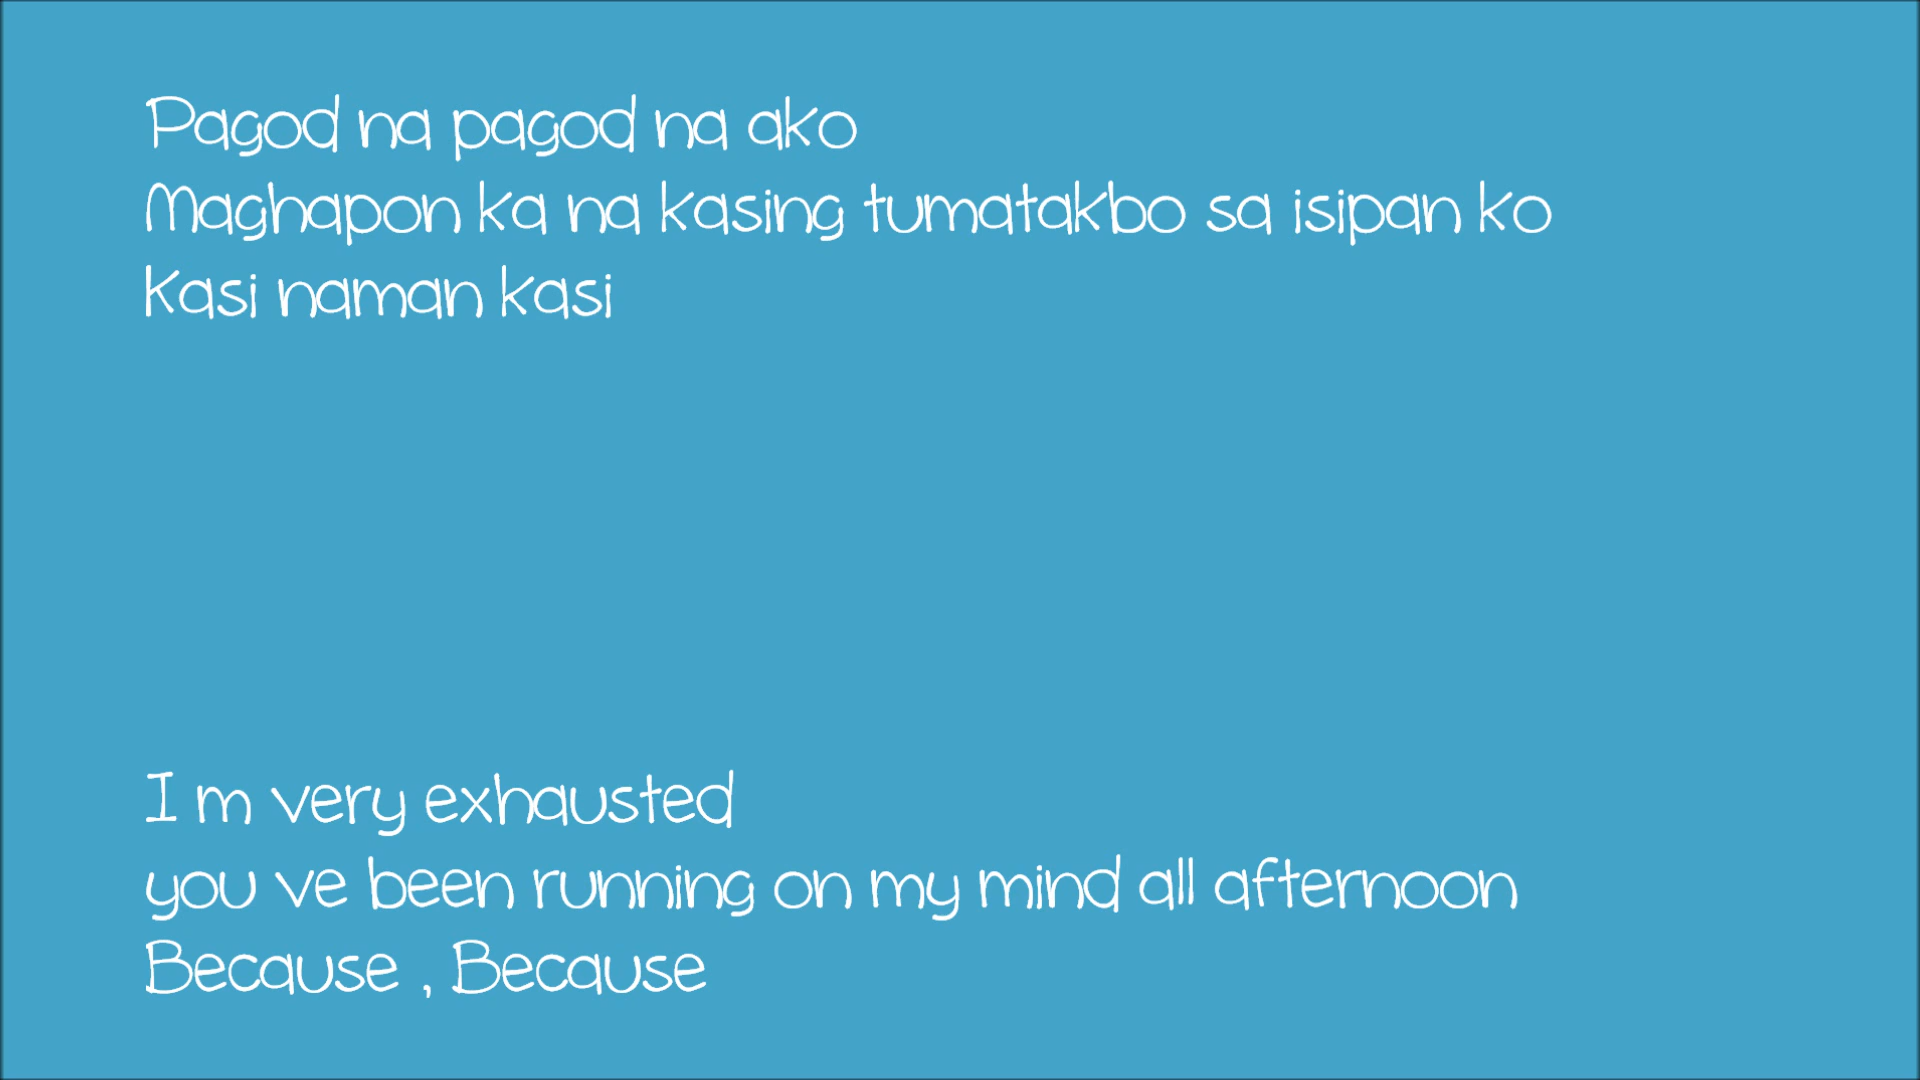 Pagod na pagod na ako
Maghapon ka na kasing tumatakbo sa isipan ko
Kasi naman kasi
I m very exhausted
you ve been running on my mind all afternoon
Because , Because